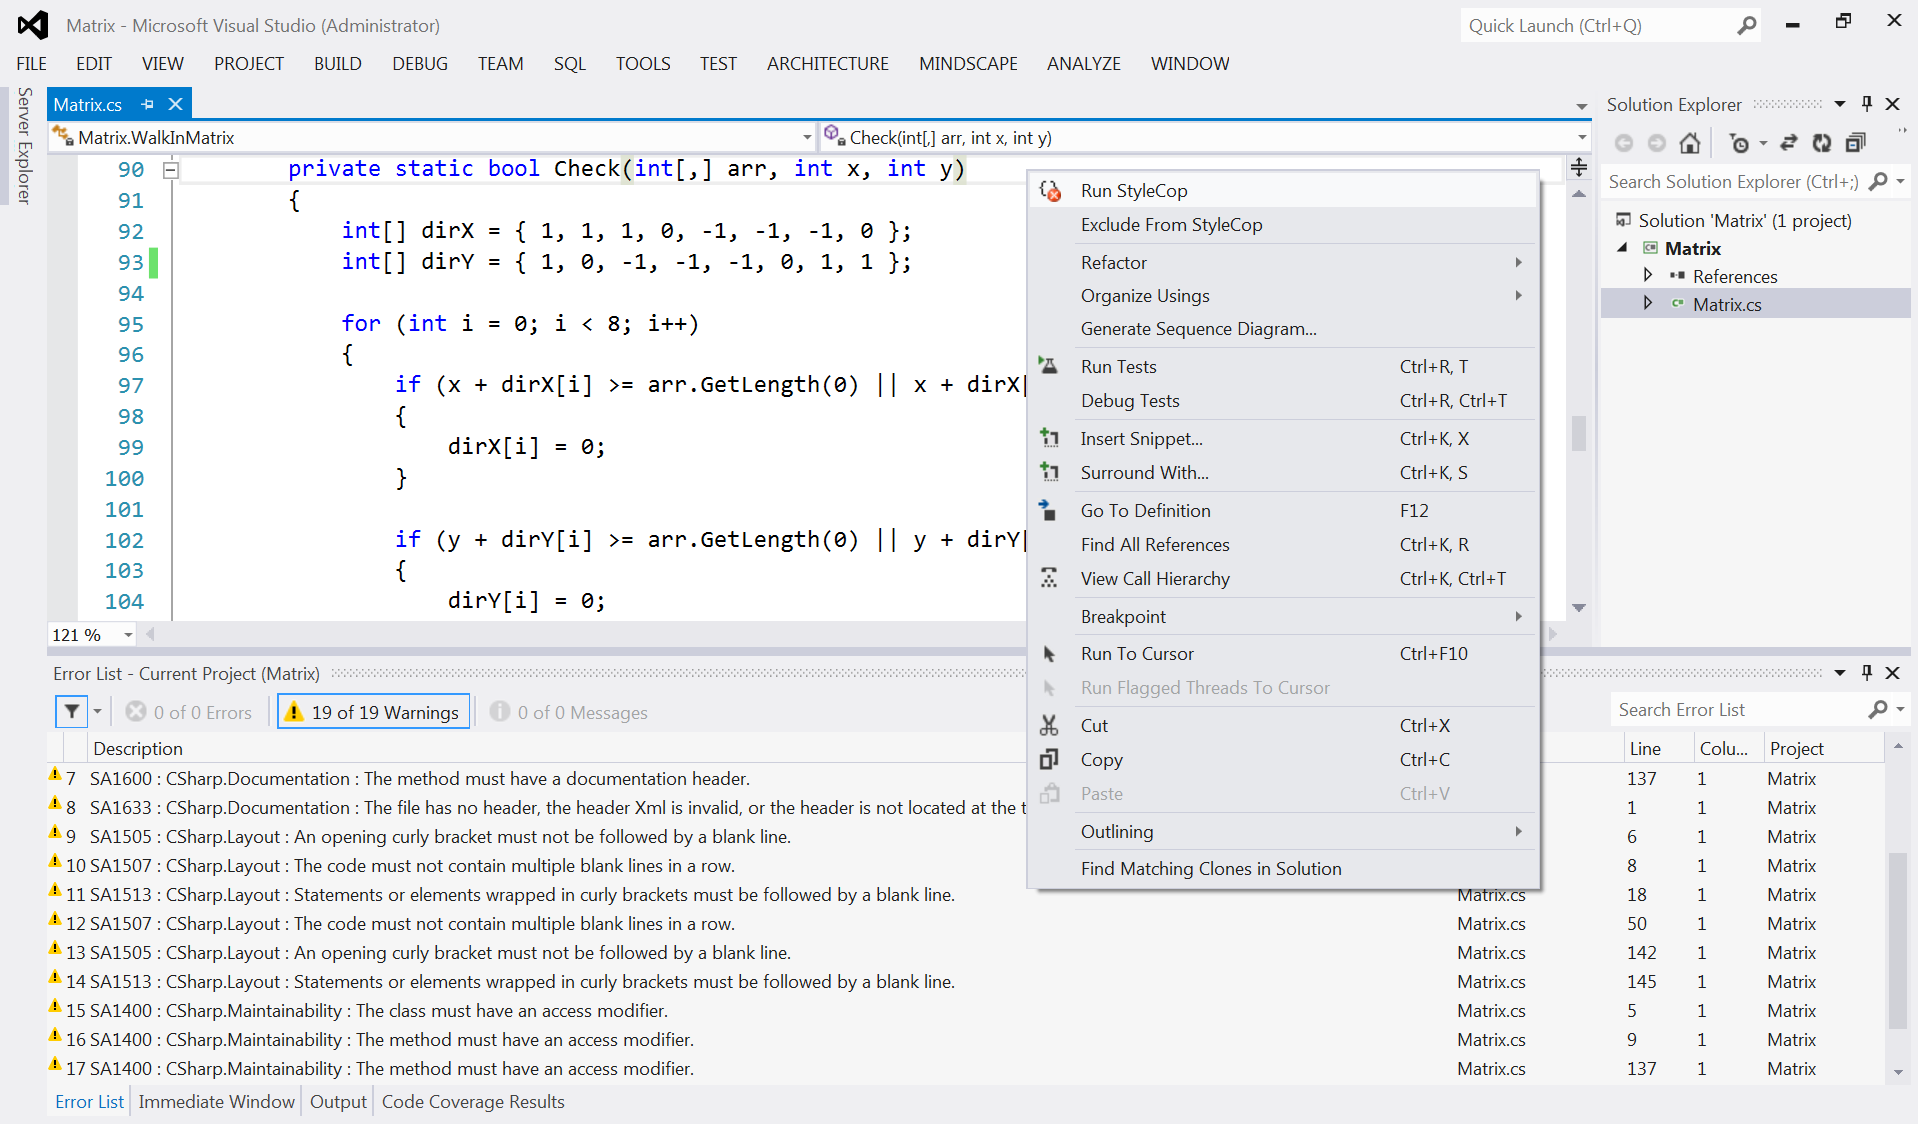 Matrix - Microsoft Visual Studio (Administrator)
Quick Launch (Ctrl+Q)
FILE EDIT VIEW PROJECT BUILD DEBUG TEAM SQL TOOLS TEST ARCHITECTURE MINDSCAPE ANALYZE WINDOW
Server Explorer
Matrix.cs
Matrix.WalkInMatrix
Check(int[,] arr, int x, int y)
90 private static bool Check(int[,] arr, int x, int y)
91 {
92 int[] dirX = { 1, 1, 1, 0, -1, -1, -1, 0 };
93 int[] dirY = { 1, 0, -1, -1, -1, 0, 1, 1 };
94
95 for (int i = 0; i < 8; i++)
96 {
97 if (x + dirX[i] >= arr.GetLength(0) || x + dirX[
98 {
99 dirX[i] = 0;
100 }
101
102 if (y + dirY[i] >= arr.GetLength(0) || y + dirY[
103 {
104 dirY[i] = 0;
121 %
Run StyleCop
Exclude From StyleCop
Refactor
Organize Usings
Generate Sequence Diagram...
Run Tests Ctrl+R, T
Debug Tests Ctrl+R, Ctrl+T
Insert Snippet... Ctrl+K, X
Surround With... Ctrl+K, S
Go To Definition F12
Find All References Ctrl+K, R
View Call Hierarchy Ctrl+K, Ctrl+T
Breakpoint
Run To Cursor Ctrl+F10
Run Flagged Threads To Cursor
Cut Ctrl+X
Copy Ctrl+C
Paste Ctrl+V
Outlining
Find Matching Clones in Solution
Solution Explorer
Search Solution Explorer (Ctrl+;)
Solution 'Matrix' (1 project)
Matrix
References
Matrix.cs
Error List - Current Project (Matrix)
0 of 0 Errors
19 of 19 Warnings
0 of 0 Messages
Search Error List
Description Line Colu... Project
7 SA1600 : CSharp.Documentation : The method must have a documentation header. 137 1 Matrix
8 SA1633 : CSharp.Documentation : The file has no header, the header Xml is invalid, or the header is not located at the t 1 1 Matrix
9 SA1505 : CSharp.Layout : An opening curly bracket must not be followed by a blank line. 6 1 Matrix
10 SA1507 : CSharp.Layout : The code must not contain multiple blank lines in a row. 8 1 Matrix
11 SA1513 : CSharp.Layout : Statements or elements wrapped in curly brackets must be followed by a blank line. Matrix.cs 18 1 Matrix
12 SA1507 : CSharp.Layout : The code must not contain multiple blank lines in a row. Matrix.cs 50 1 Matrix
13 SA1505 : CSharp.Layout : An opening curly bracket must not be followed by a blank line. Matrix.cs 142 1 Matrix
14 SA1513 : CSharp.Layout : Statements or elements wrapped in curly brackets must be followed by a blank line. Matrix.cs 145 1 Matrix
15 SA1400 : CSharp.Maintainability : The class must have an access modifier. Matrix.cs 5 1 Matrix
16 SA1400 : CSharp.Maintainability : The method must have an access modifier. Matrix.cs 9 1 Matrix
17 SA1400 : CSharp.Maintainability : The method must have an access modifier. Matrix.cs 137 1 Matrix
Error List Immediate Window Output Code Coverage Results